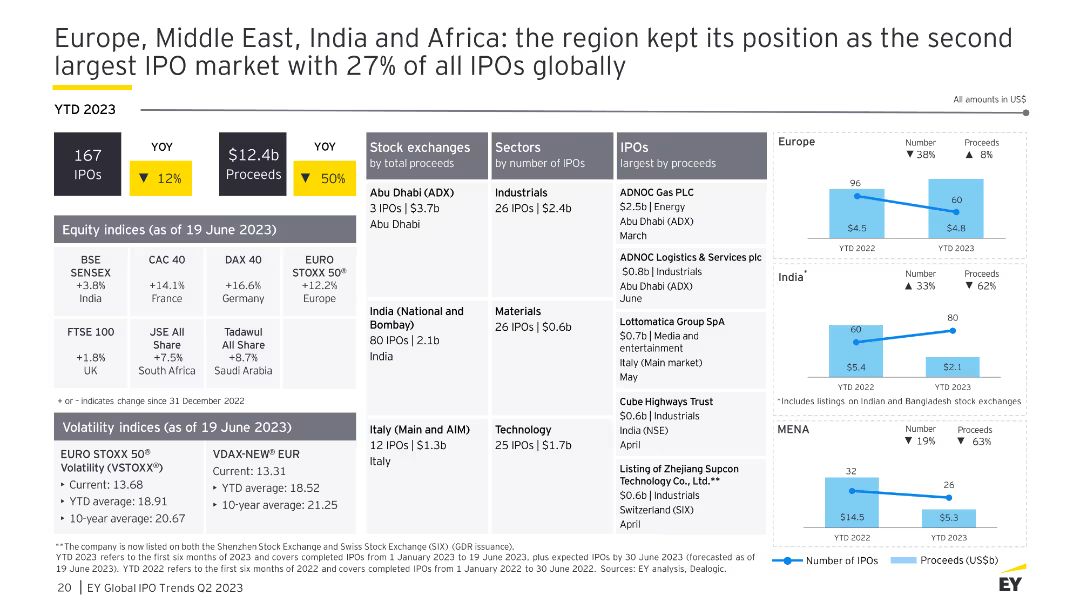 Europe, Middle East, India and Africa: the region kept its position as the second
largest IPO market with 27% of all IPOs globally
YTD 2023
All amounts in US$
167
IPOs
YOY
▼ 12%
$12.4b
Proceeds
YOY
▼ 50%
Equity indices (as of 19 June 2023)
BSE
SENSEX
+3.8%
India
CAC 40
+14.1%
France
DAX 40
+16.6%
Germany
EURO
STOXX 50®
+12.2%
Europe
FTSE 100
+1.8%
UK
JSE All
Share
+7.5%
South Africa
Tadawul
All Share
+8.7%
Saudi Arabia
+ or – indicates change since 31 December 2022
Volatility indices (as of 19 June 2023)
EURO STOXX 50®
Volatility (VSTOXX®)
‣ Current: 13.68
‣ YTD average: 18.91
‣ 10-year average: 20.67
VDAX-NEW® EUR
Current: 13.31
‣ YTD average: 18.52
‣ 10-year average: 21.25
Stock exchanges
by total proceeds
Abu Dhabi (ADX)
3 IPOs | $3.7b
Abu Dhabi
India (National and
Bombay)
80 IPOs | 2.1b
India
Italy (Main and AIM)
12 IPOs | $1.3b
Italy
Sectors
by number of IPOs
Industrials
26 IPOs | $2.4b
Materials
26 IPOs | $0.6b
Technology
25 IPOs | $1.7b
IPOs
largest by proceeds
ADNOC Gas PLC
$2.5b | Energy
Abu Dhabi (ADX)
March
ADNOC Logistics & Services plc
$0.8b | Industrials
Abu Dhabi (ADX)
June
Lottomatica Group SpA
$0.7b | Media and
entertainment
Italy (Main market)
May
Cube Highways Trust
$0.6b | Industrials
India (NSE)
April
Listing of Zhejiang Supcon
Technology Co., Ltd.**
$0.6b | Industrials
Switzerland (SIX)
April
Europe
Number
▼ 38%
Proceeds
▲ 8%
96
60
$4.5
$4.8
YTD 2022
YTD 2023
India*
Number
▲ 33%
Proceeds
▼ 62%
60
80
$5.4
$2.1
YTD 2022
YTD 2023
*Includes listings on Indian and Bangladesh stock exchanges
MENA
Number
▼ 19%
Proceeds
▼ 63%
32
26
$14.5
$5.3
YTD 2022
YTD 2023
Number of IPOs
Proceeds (US$b)
**The company is now listed on both the Shenzhen Stock Exchange and Swiss Stock Exchange (SIX) (GDR issuance).
YTD 2023 refers to the first six months of 2023 and covers completed IPOs from 1 January 2023 to 19 June 2023, plus expected IPOs by 30 June 2023 (forecasted as of
19 June 2023). YTD 2022 refers to the first six months of 2022 and covers completed IPOs from 1 January 2022 to 30 June 2022. Sources: EY analysis, Dealogic.
20 | EY Global IPO Trends Q2 2023
EY